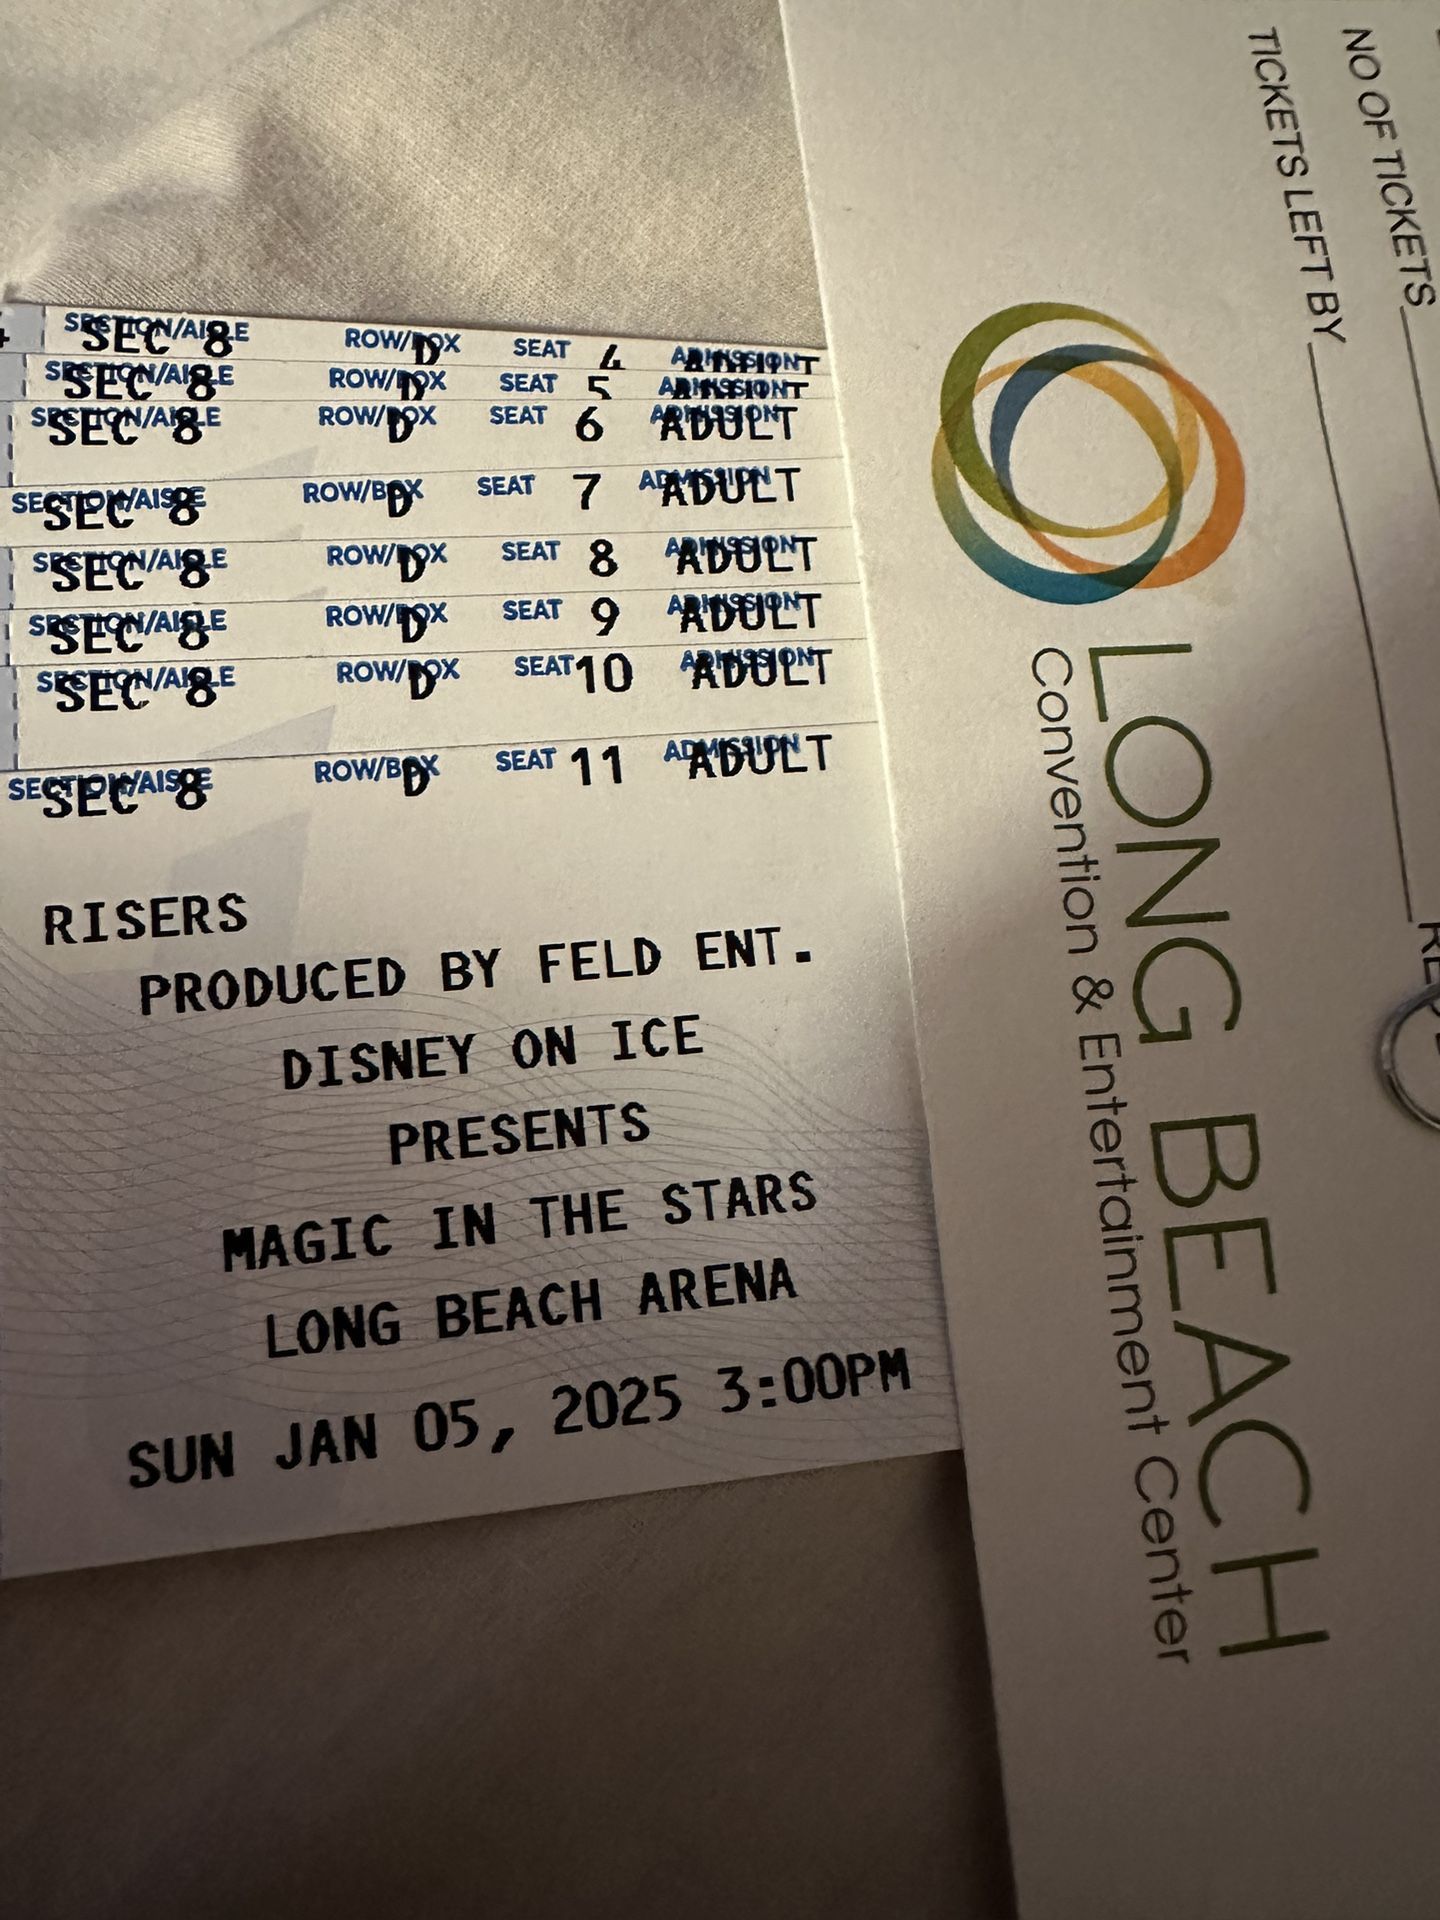 SECTION/AISLE SEC 8 ROW/BOX D SEAT 4 ADMISSION ADULT
SECTION/AISLE SEC 8 ROW/BOX D SEAT 5 ADMISSION ADULT
SECTION/AISLE SEC 8 ROW/BOX D SEAT 6 ADMISSION ADULT
SECTION/AISLE SEC 8 ROW/BOX D SEAT 7 ADMISSION ADULT
SECTION/AISLE SEC 8 ROW/BOX D SEAT 8 ADMISSION ADULT
SECTION/AISLE SEC 8 ROW/BOX D SEAT 9 ADMISSION ADULT
SECTION/AISLE SEC 8 ROW/BOX D SEAT 10 ADMISSION ADULT
SECTION/AISLE SEC 8 ROW/BOX D SEAT 11 ADMISSION ADULT
RISERS
PRODUCED BY FELD ENT.
DISNEY ON ICE
PRESENTS
MAGIC IN THE STARS
LONG BEACH ARENA
SUN JAN 05, 2025 3:00PM
NO OF TICKETS
TICKETS LEFT BY
LONG BEACH
Convention & Entertainment Center